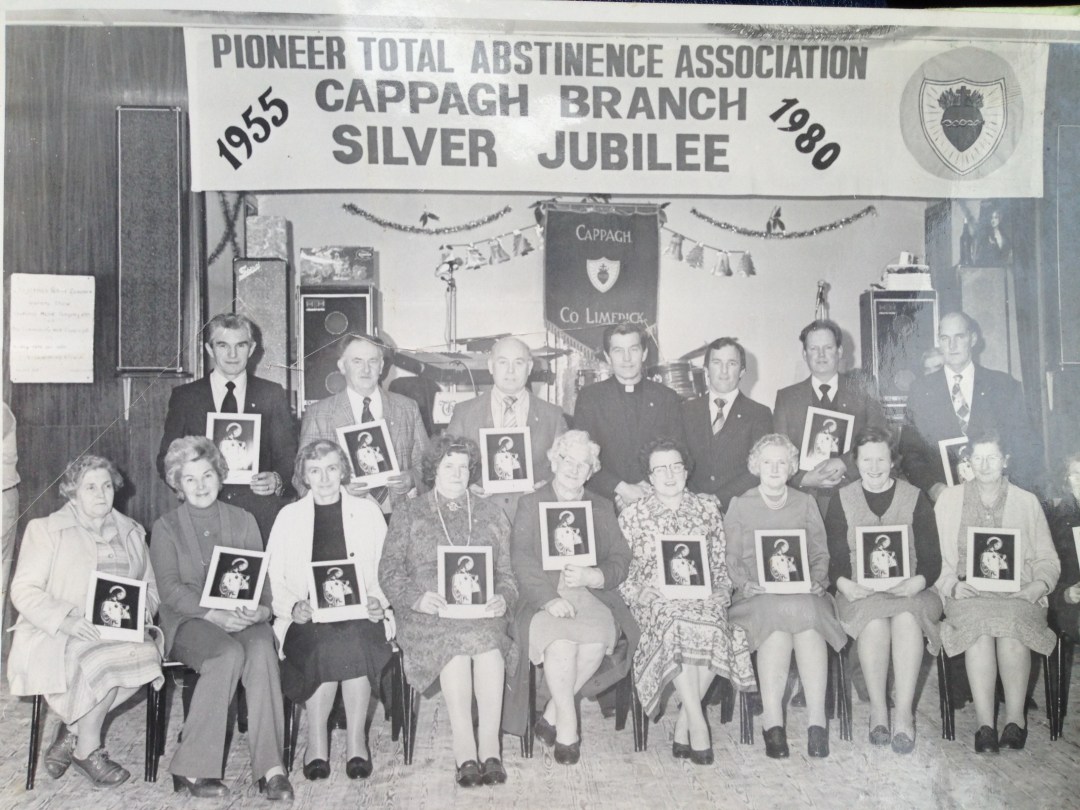 PIONEER TOTAL ABSTINENCE ASSOCIATION
1955 CAPPAGH BRANCH 1980
SILVER JUBILEE
CAPPAGH
CO LIMERICK